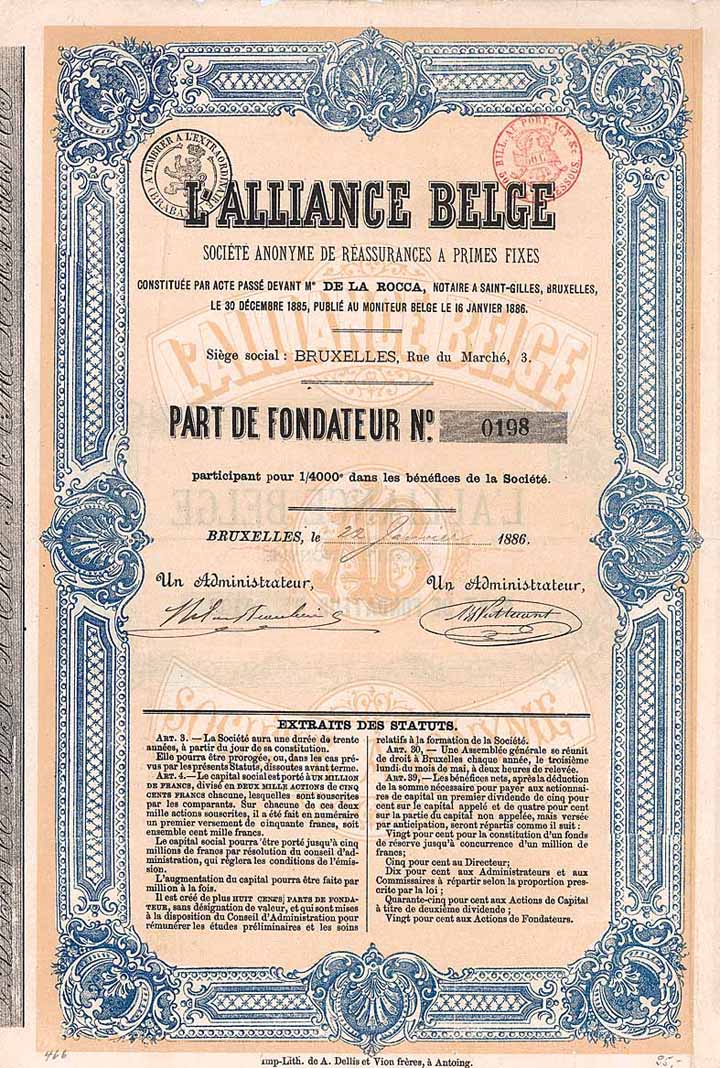 L'ALLIANCE BELGE
SOCIÉTÉ ANONYME DE RÉASSURANCES A PRIMES FIXES
CONSTITUÉE PAR ACTE PASSÉ DEVANT Mᵉ DE LA ROCCA, NOTAIRE A SAINT-GILLES, BRUXELLES,
LE 30 DÉCEMBRE 1885, PUBLIÉ AU MONITEUR BELGE LE 16 JANVIER 1886.
Siége social : BRUXELLES, Rue du Marché, 3.
PART DE FONDATEUR Nº. 0198
participant pour 1/4000ᵉ dans les bénéfices de la Société.
BRUXELLES, le 22 Janvier 1886.
Un Administrateur, Un Administrateur,
EXTRAITS DES STATUTS.
ART. 3. — La Société aura une durée de trente
années, à partir du jour de sa constitution.
Elle pourra être prorogée, ou, dans les cas pré-
vus par les présents Statuts, dissoutes avant terme.
ART. 4. — Le capital social est porté à UN MILLION
DE FRANCS, divisé en DEUX MILLE ACTIONS de CINQ
CENTS FRANCS chacune, lesquelles sont souscrites
par les comparants. Sur chacune de ces deux
mille actions souscrites, il a été fait en numéraire
un premier versement de cinquante francs, soit
ensemble cent mille francs.
Le capital social pourra être porté jusqu'à cinq
millions de francs par résolution du conseil d'ad-
ministration, qui règlera les conditions de l'émis-
sion.
L'augmentation du capital pourra être faite par
million à la fois.
Il est créé de plus HUIT CENTS PARTS DE FONDA-
TEUR, sans désignation de valeur, et qui sont mises
à la disposition du Conseil d'Administration pour
rémunérer les études préliminaires et les soins
relatifs à la formation de la Société.
ART. 30, — Une Assemblée générale se réunit
de droit à Bruxelles chaque année, le troisième
lundi du mois de mai, à deux heures de relevée.
ART. 39, — Les bénéfices nets, après la déduction
de la somme nécessaire pour payer aux actionnai-
res de capital un premier dividende de cinq pour
cent sur le capital appelé et de quatre pour cent
sur la partie du capital non appelée, mais versée
par anticipation, seront répartis comme il suit :
Vingt pour cent pour la constitution d'un fonds
de réserve jusqu'à concurrence d'un million de
francs;
Cinq pour cent au Directeur;
Dix pour cent aux Administrateurs et aux
Commissaires à répartir selon la proportion pres-
crite par la loi ;
Quarante-cinq pour cent aux Actions de Capital
à titre de deuxième dividende ;
Vingt pour cent aux Actions de Fondateurs.
466
Imp-Lith. de A. Dellis et Vion frères, à Antoing.